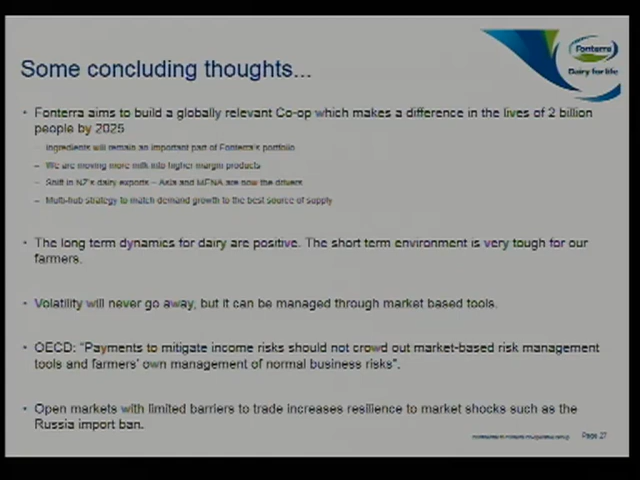 Fonterra
Dairy for life
Some concluding thoughts...
• Fonterra aims to build a globally relevant Co-op which makes a difference in the lives of 2 billion
people by 2025
– Ingredients will remain an important part of Fonterra's portfolio
– We are moving more milk into higher margin products
– Shift in NZ's dairy exports – Asia and MENA are now the drivers
– Multi-hub strategy to match demand growth to the best source of supply
• The long term dynamics for dairy are positive. The short term environment is very tough for our
farmers.
• Volatility will never go away, but it can be managed through market based tools.
• OECD: "Payments to mitigate income risks should not crowd out market-based risk management
tools and farmers' own management of normal business risks".
• Open markets with limited barriers to trade increases resilience to market shocks such as the
Russia import ban.
Page 27